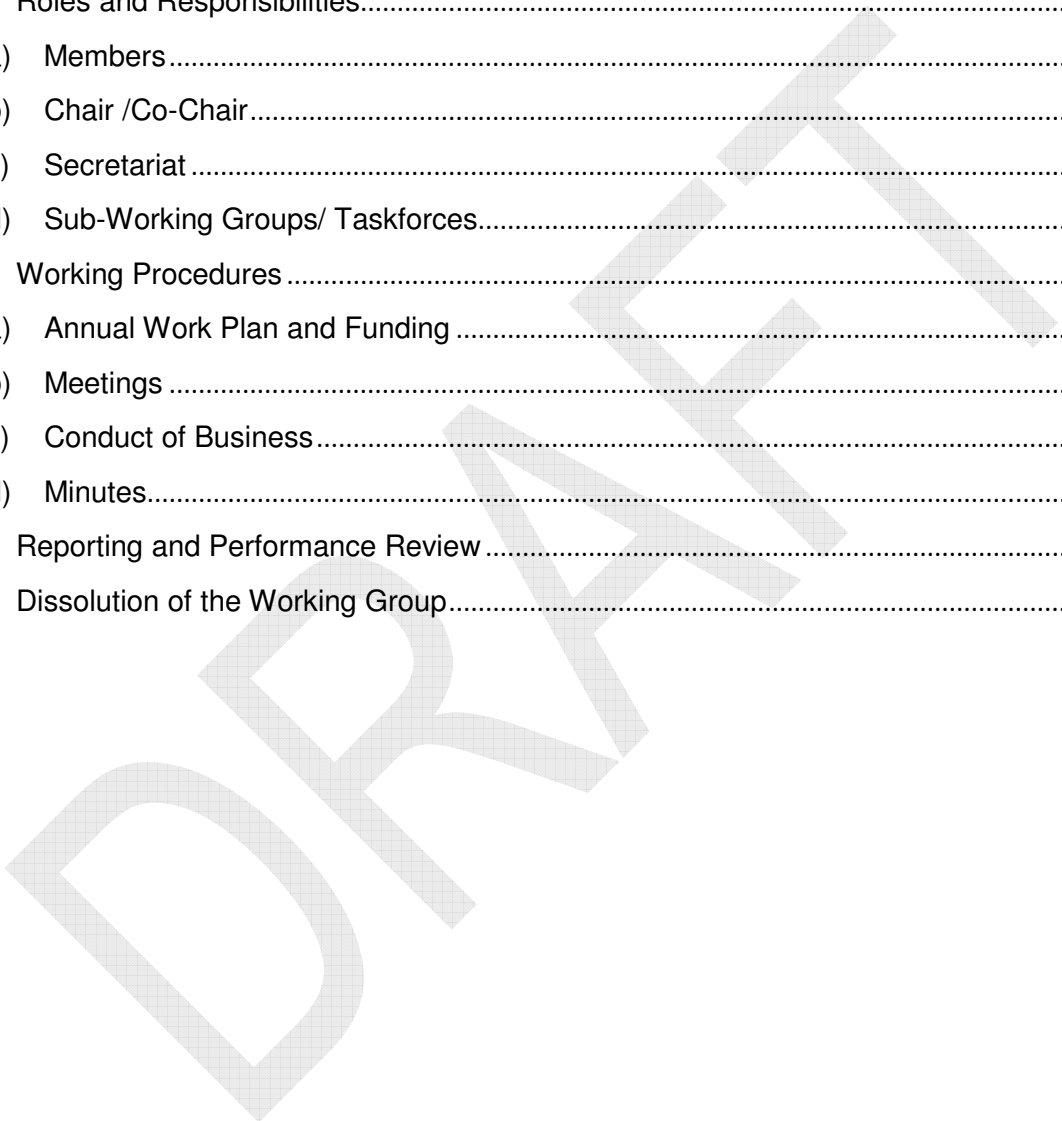 Roles and Responsibilities..........
) Members..........
) Chair /Co-Chair..........
) Secretariat ..........
) Sub-Working Groups/ Taskforces..........
Working Procedures ..........
) Annual Work Plan and Funding ..........
) Meetings ..........
) Conduct of Business..........
) Minutes..........
Reporting and Performance Review ..........
Dissolution of the Working Group..........
DRAFT